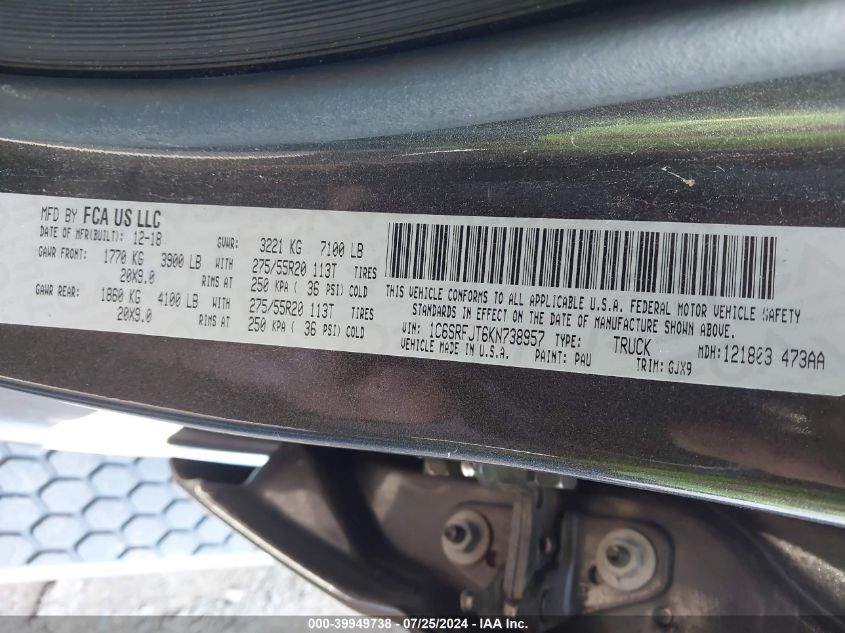 MFD BY FCA US LLC
DATE OF MFR(BUILT): 12-18 GVWR: 3221 KG 7100 LB
GAWR FRONT: 1770 KG 3900 LB WITH 275/55R20 113T TIRES
20X9.0 RIMS AT 250 KPA ( 36 PSI) COLD
GAWR REAR: 1860 KG 4100 LB WITH 275/55R20 113T TIRES
20X9.0 RIMS AT 250 KPA ( 36 PSI) COLD
THIS VEHICLE CONFORMS TO ALL APPLICABLE U.S.A. FEDERAL MOTOR VEHICLE SAFETY
STANDARDS IN EFFECT ON THE DATE OF MANUFACTURE SHOWN ABOVE.
VIN: 1C6SRFJT6KN738957 TYPE: TRUCK MDH: 121803 473AA
VEHICLE MADE IN U.S.A. PAINT: PAU TRIM: GJX9
000-39949738 - 07/25/2024 - IAA Inc.